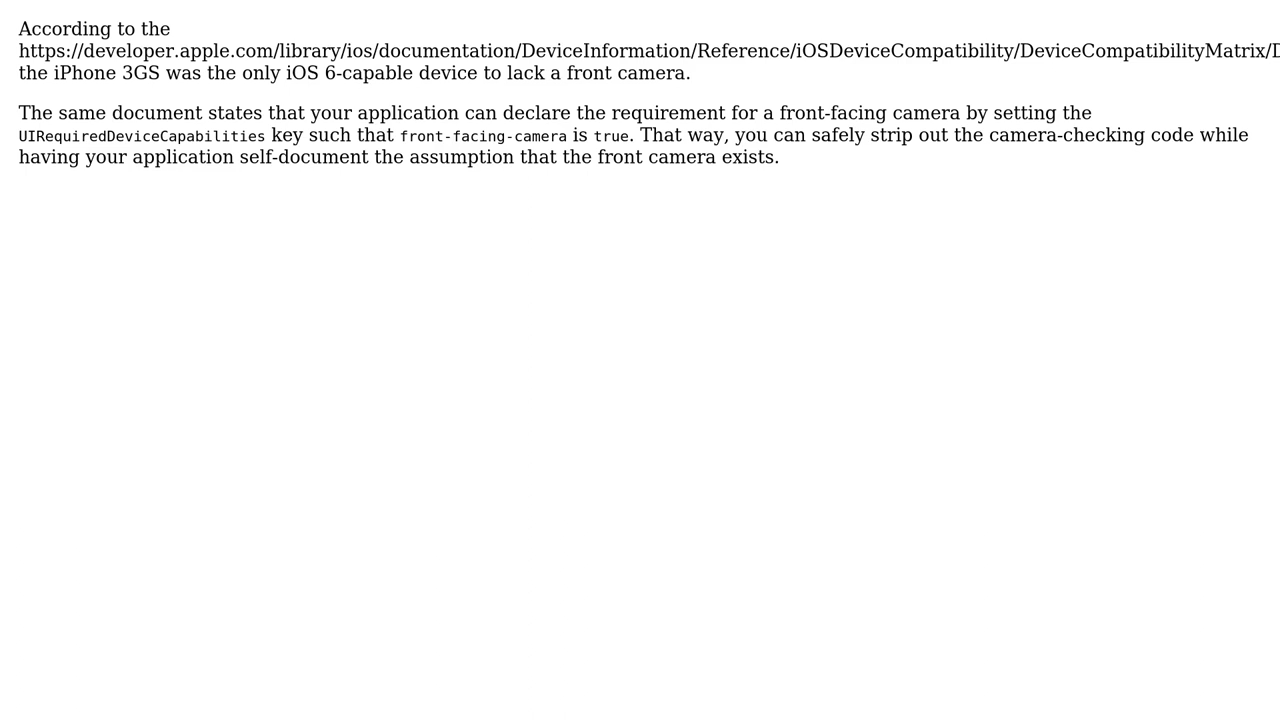 According to the
https://developer.apple.com/library/ios/documentation/DeviceInformation/Reference/iOSDeviceCompatibility/DeviceCompatibilityMatrix/
the iPhone 3GS was the only iOS 6-capable device to lack a front camera.
The same document states that your application can declare the requirement for a front-facing camera by setting the
UIRequiredDeviceCapabilities key such that front-facing-camera is true. That way, you can safely strip out the camera-checking code while
having your application self-document the assumption that the front camera exists.